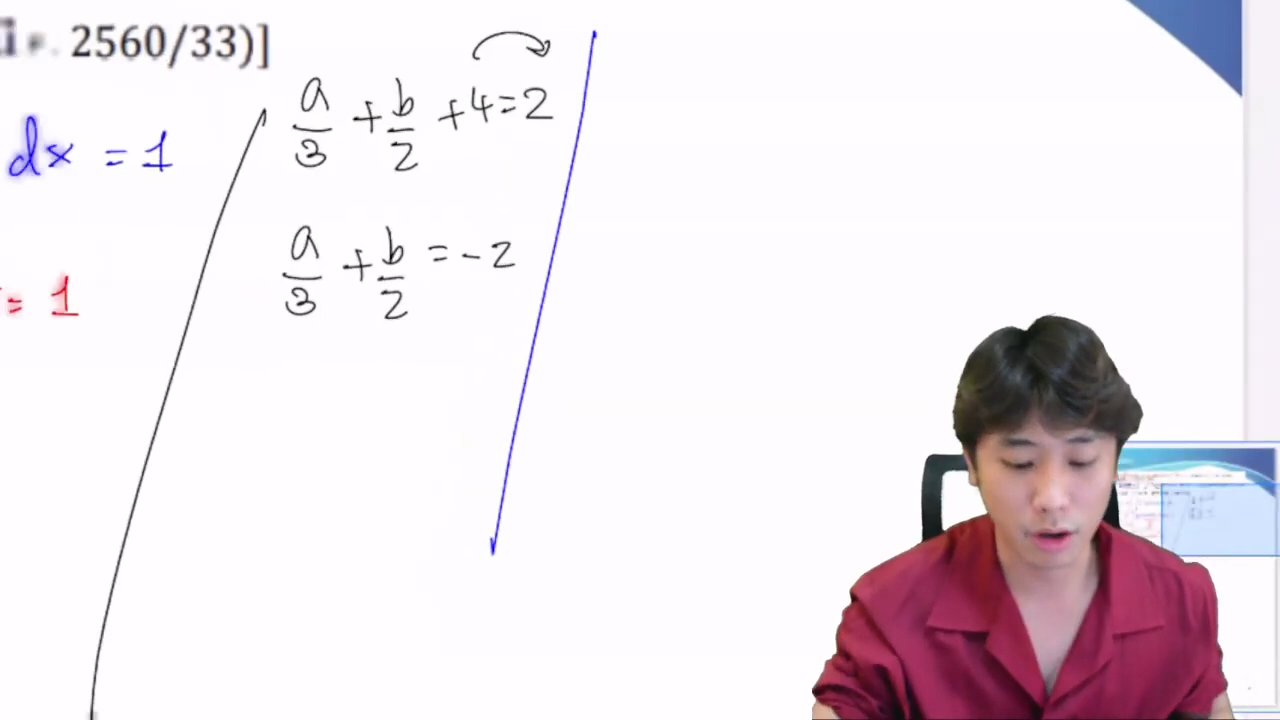 2560/33)]
a/3 + b/2 + 4 = 2
dx = 1
a/3 + b/2 = -2
= 1